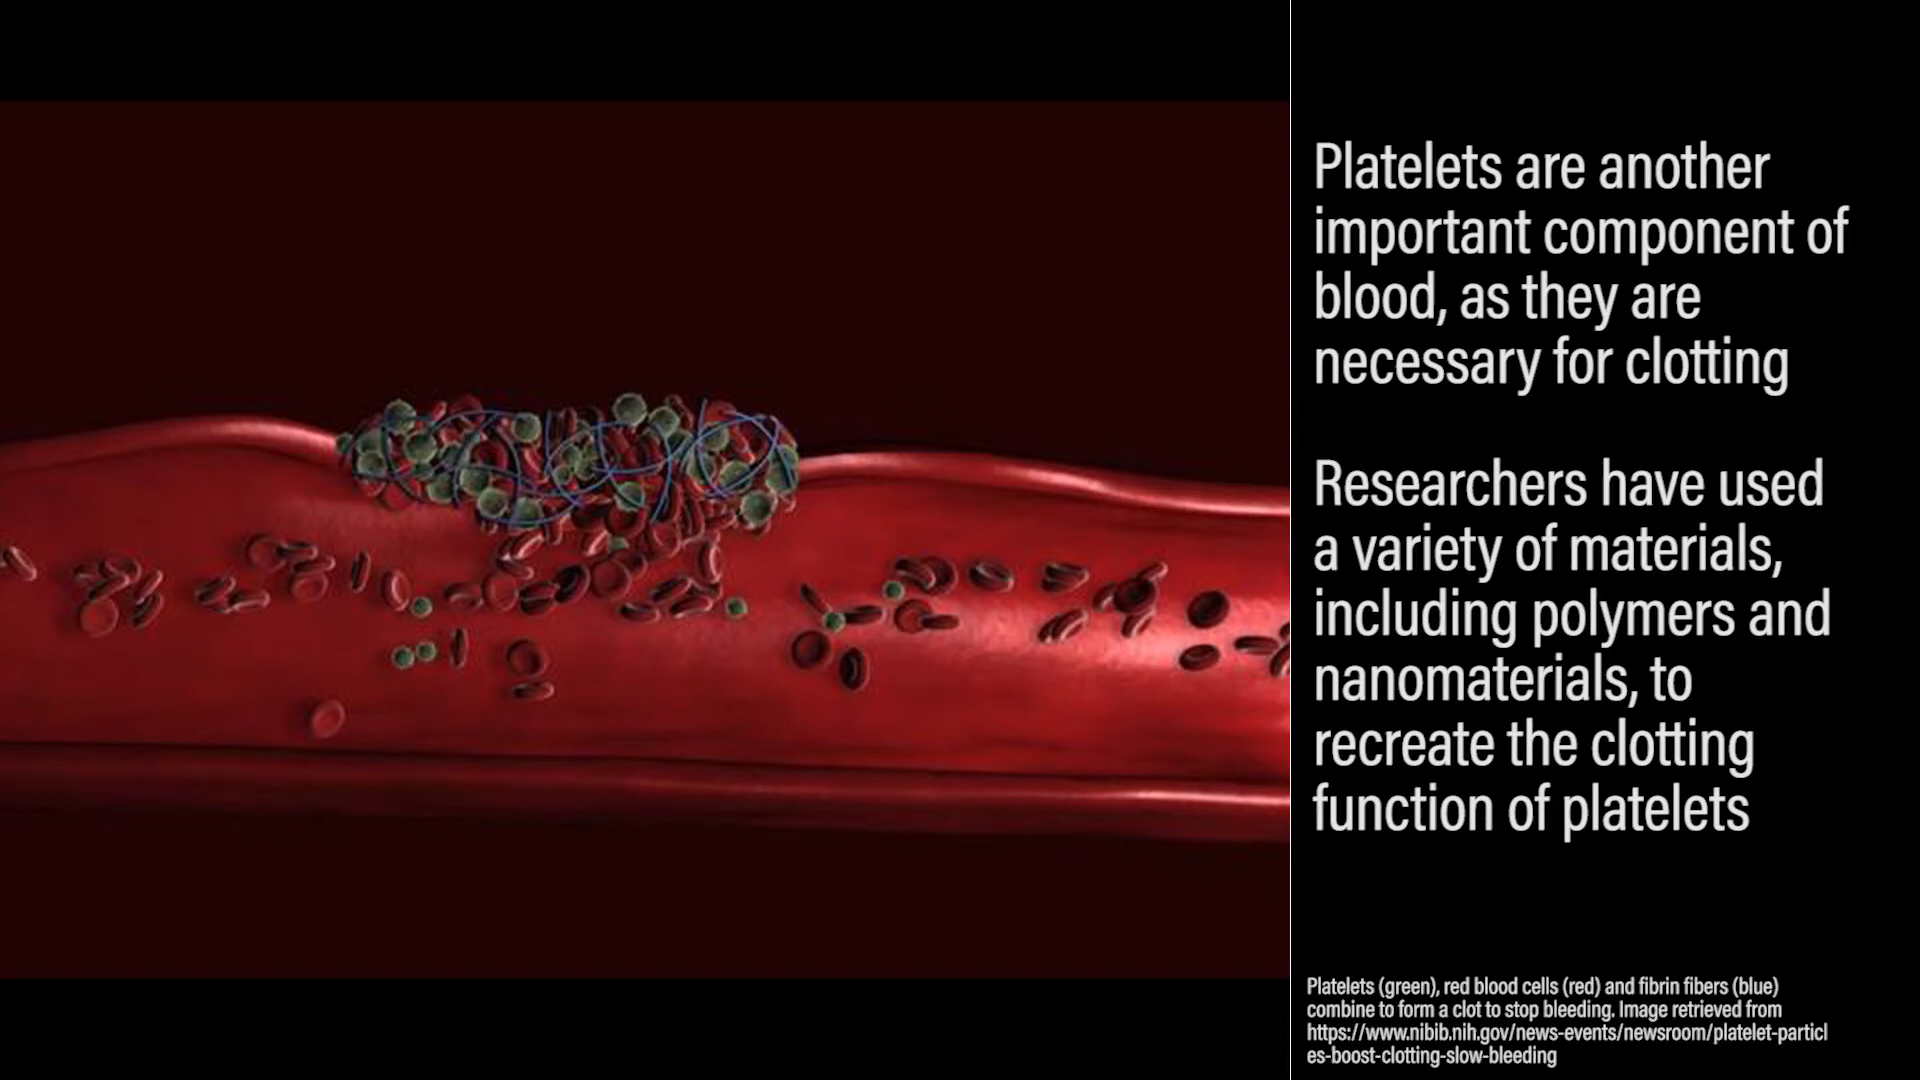 Platelets are another
important component of
blood, as they are
necessary for clotting
Researchers have used
a variety of materials,
including polymers and
nanomaterials, to
recreate the clotting
function of platelets
Platelets (green), red blood cells (red) and fibrin fibers (blue)
combine to form a clot to stop bleeding. Image retrieved from
https://www.nibib.nih.gov/news-events/newsroom/platelet-particl
es-boost-clotting-slow-bleeding